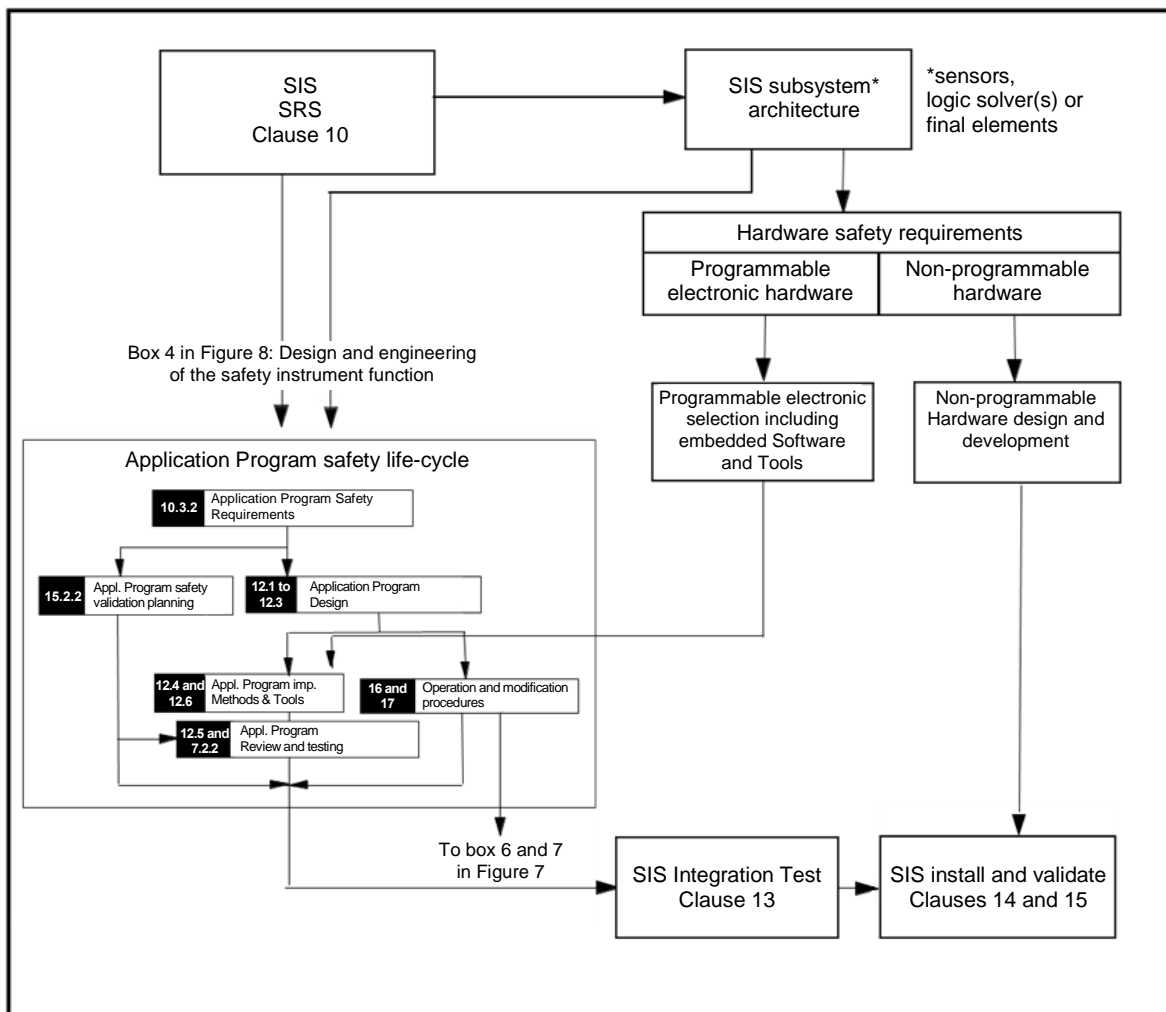 SIS
SRS
Clause 10
SIS subsystem*
architecture
*sensors,
logic solver(s) or
final elements
Hardware safety requirements
Programmable
electronic hardware
Non-programmable
hardware
Box 4 in Figure 8: Design and engineering
of the safety instrument function
Programmable electronic
selection including
embedded Software
and Tools
Non-programmable
Hardware design and
development
Application Program safety life-cycle
10.3.2
Application Program Safety
Requirements
15.2.2
Appl. Program safety
validation planning
12.1 to
12.3
Application Program
Design
12.4 and
12.6
Appl. Program imp.
Methods & Tools
16 and
17
Operation and modification
procedures
12.5 and
7.2.2
Appl. Program
Review and testing
To box 6 and 7
in Figure 7
SIS Integration Test
Clause 13
SIS install and validate
Clauses 14 and 15